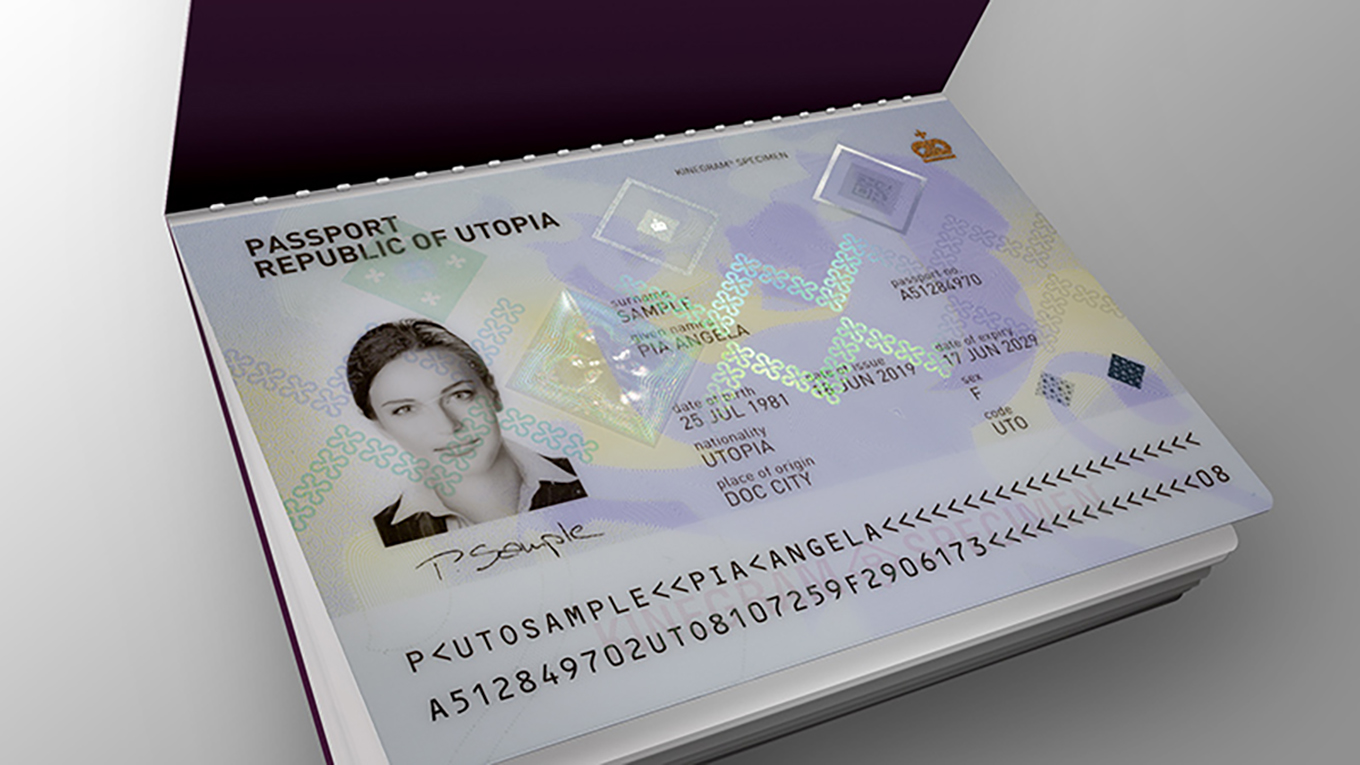 KINEGRAM® SPECIMEN
PASSPORT
REPUBLIC OF UTOPIA
surname
SAMPLE
given names
PIA ANGELA
passport no.
A51284970
date of birth
25 JUL 1981
date of issue
JUN 2019
date of expiry
17 JUN 2029
nationality
UTOPIA
sex
F
place of origin
DOC CITY
code
UTO
P Sample
P<UTOSAMPLE<<PIA<ANGELA<<<<<<<<<<<<<<<<<<<<<
A512849702UTO8107259F2906173<<<<<<<<<<<<<<08
KINEGRAM ® SPECIMEN